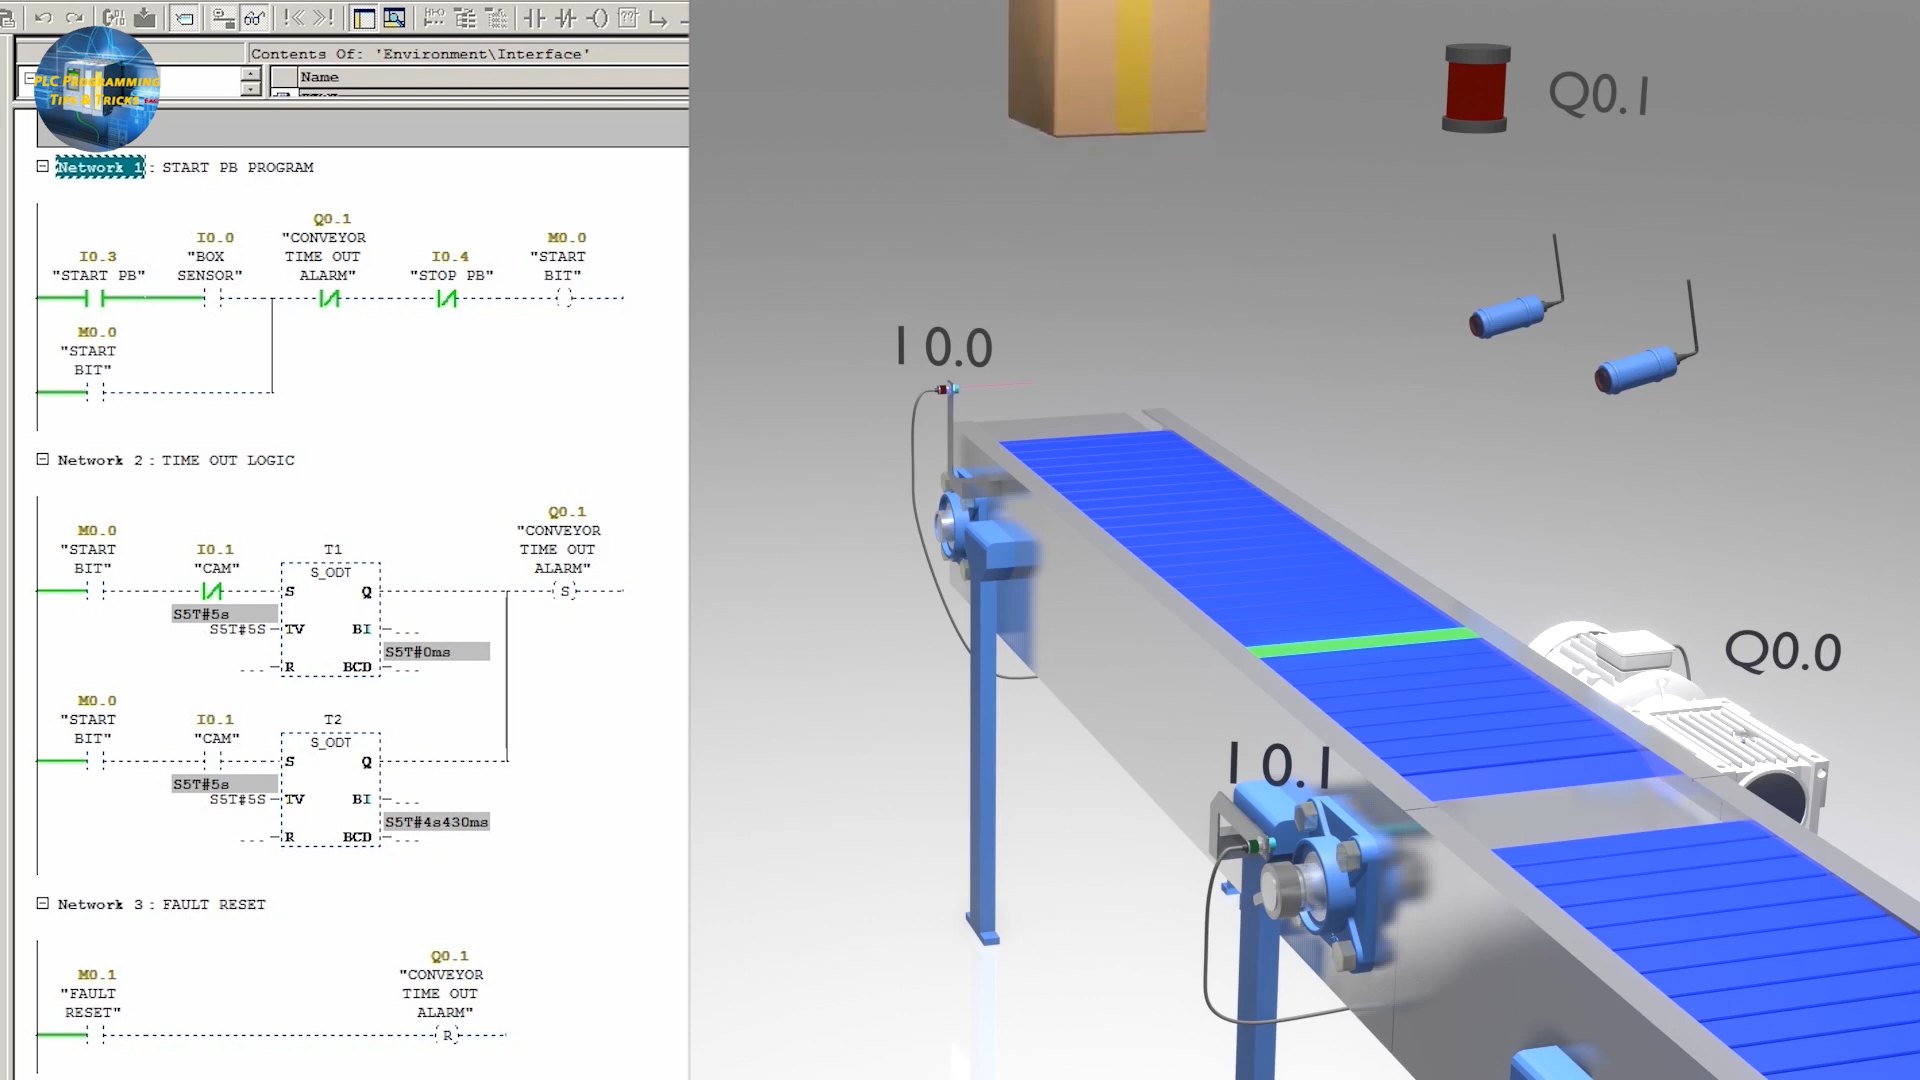 PLC PROGRAMMING
TIPS & TRICKS
Contents Of: 'Environment\Interface'
Name
Network 1 : START PB PROGRAM
Q0.1
I0.0 "CONVEYOR M0.0
I0.3 "BOX TIME OUT I0.4 "START
"START PB" SENSOR" ALARM" "STOP PB" BIT"
M0.0
"START
BIT"
Network 2 : TIME OUT LOGIC
Q0.1
M0.0 "CONVEYOR
"START I0.1 T1 TIME OUT
BIT" "CAM" S_ODT ALARM"
S Q S
S5T#5s
S5T#5S TV BI ...
S5T#0ms
... R BCD ...
M0.0
"START I0.1 T2
BIT" "CAM" S_ODT
S Q
S5T#5s
S5T#5S TV BI ...
S5T#4s430ms
... R BCD ...
Network 3 : FAULT RESET
Q0.1
M0.1 "CONVEYOR
"FAULT TIME OUT
RESET" ALARM"
R
Q0.1
I 0.0
Q0.0
I 0.1